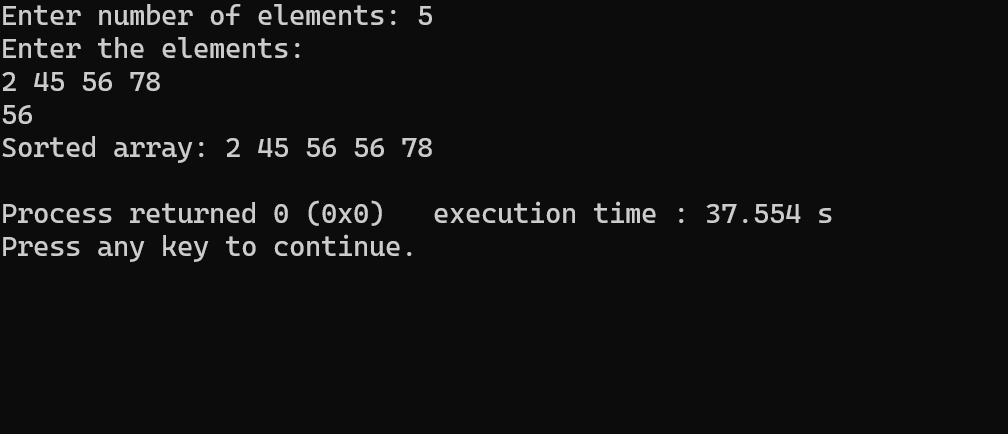 Enter number of elements: 5
Enter the elements:
2 45 56 78
56
Sorted array: 2 45 56 56 78
Process returned 0 (0x0)   execution time : 37.554 s
Press any key to continue.